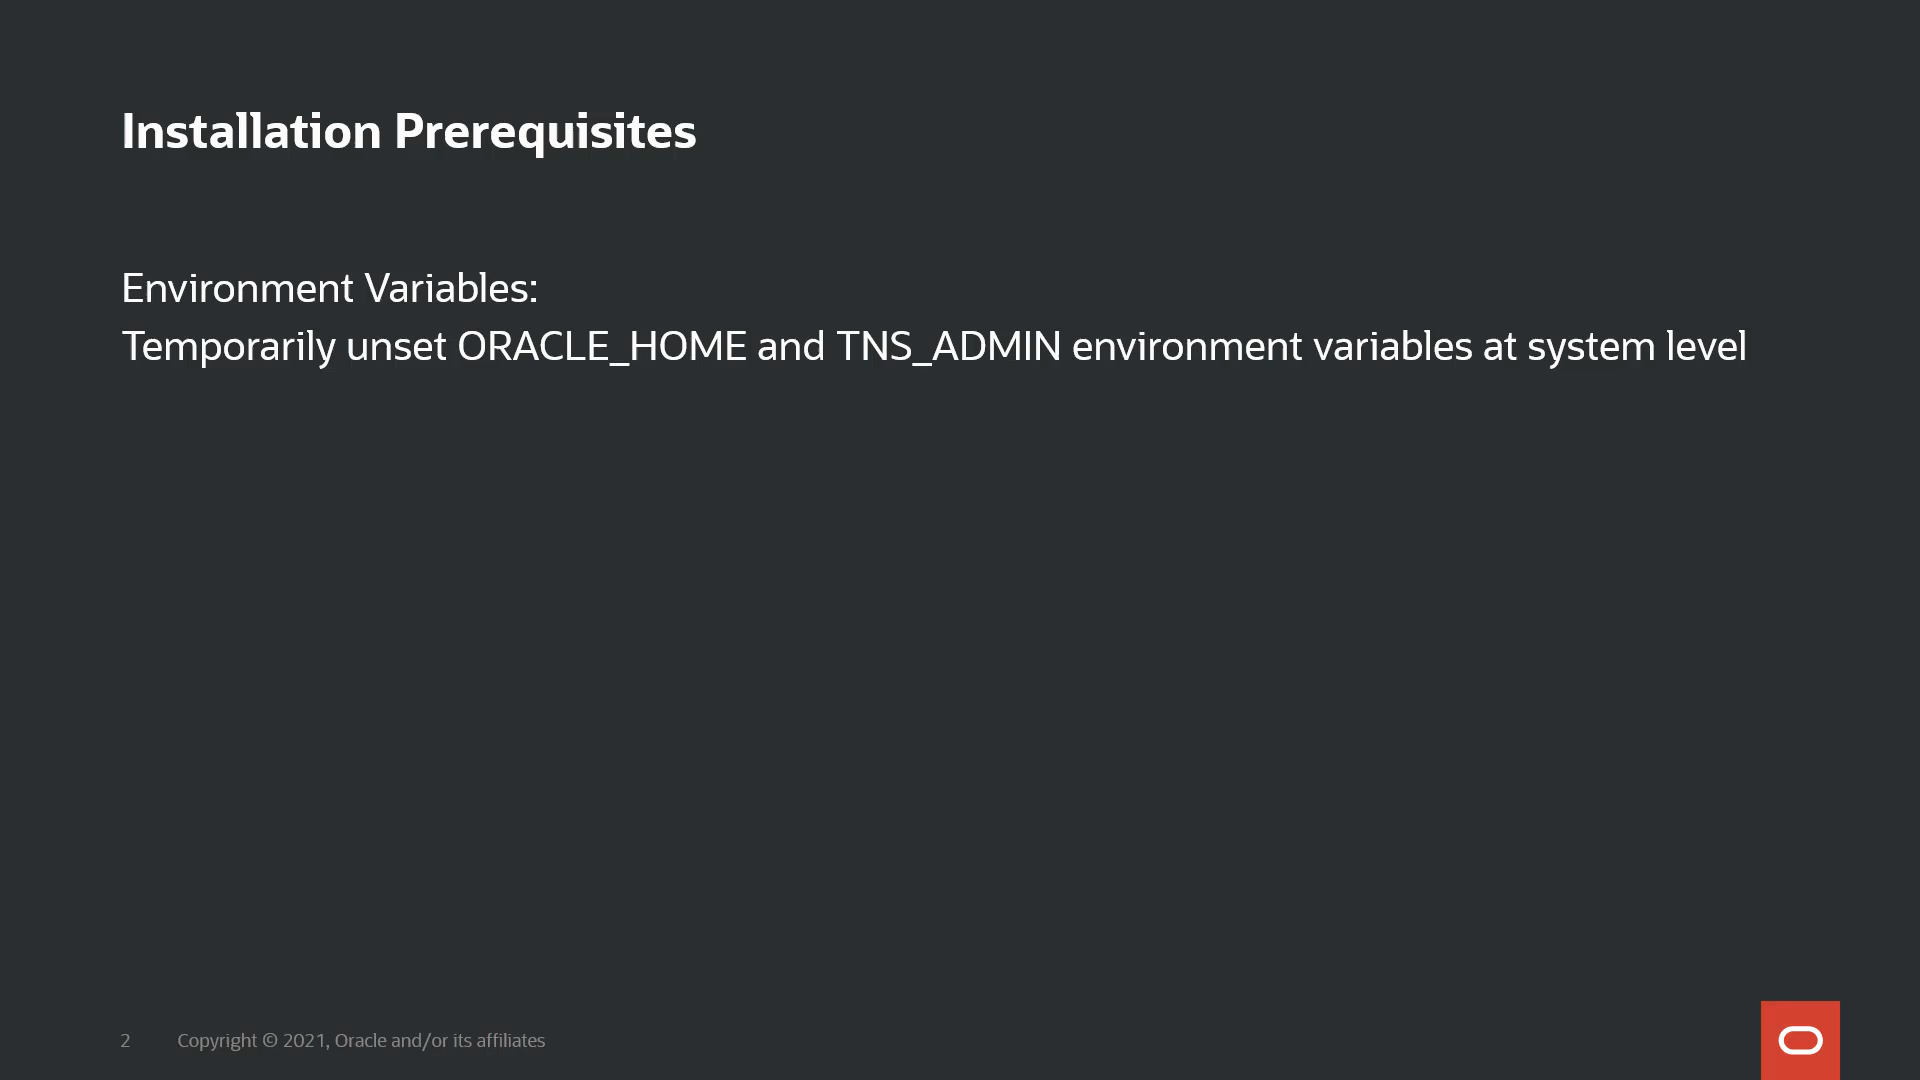 Installation Prerequisites
Environment Variables:
Temporarily unset ORACLE_HOME and TNS_ADMIN environment variables at system level
2 Copyright © 2021, Oracle and/or its affiliates